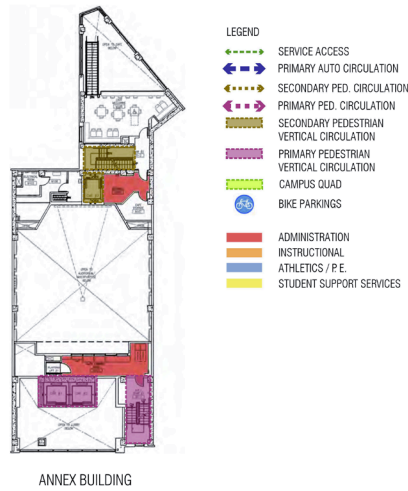 LEGEND
SERVICE ACCESS
PRIMARY AUTO CIRCULATION
SECONDARY PED. CIRCULATION
PRIMARY PED. CIRCULATION
SECONDARY PEDESTRIAN
VERTICAL CIRCULATION
PRIMARY PEDESTRIAN
VERTICAL CIRCULATION
CAMPUS QUAD
BIKE PARKINGS
ADMINISTRATION
INSTRUCTIONAL
ATHLETICS / P.E.
STUDENT SUPPORT SERVICES
ANNEX BUILDING